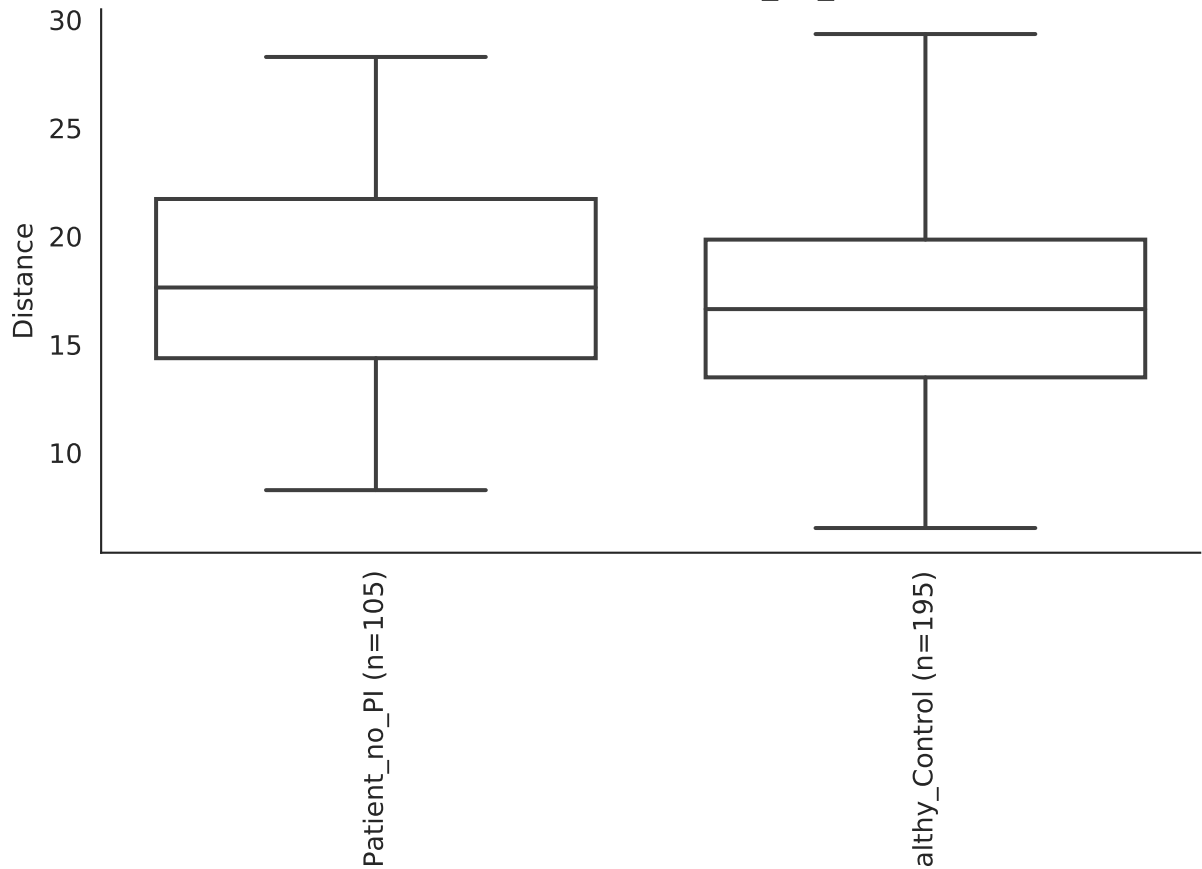 30
25
20
15
10
Distance
Patient_no_PI (n=105)
althy_Control (n=195)